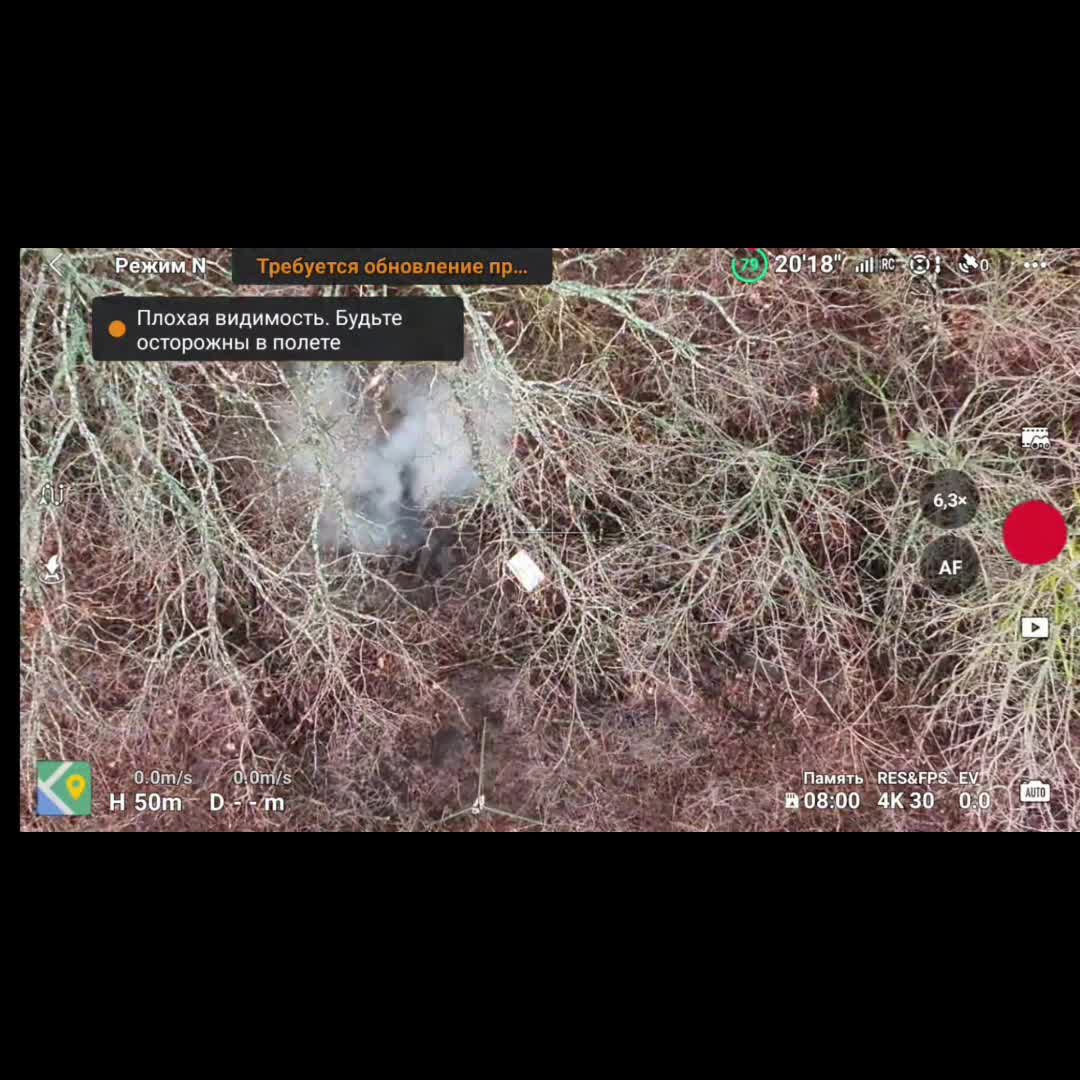 Режим N
Требуется обновление пр...
79
20'18"
RC
0
Плохая видимость. Будьте
осторожны в полете
6,3×
AF
0.0m/s 0.0m/s
H 50m D - - m
Память RES&FPS EV
08:00 4K 30 0.0
AUTO